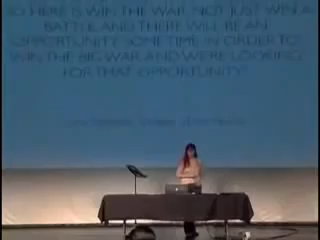 SO HERE IS WIN THE WAR. NOT JUST WIN A
BATTLE AND THERE WILL BE AN
OPPORTUNITY SOME TIME IN ORDER TO
WIN THE BIG WAR AND WE'RE LOOKING
FOR THAT OPPORTUNITY"